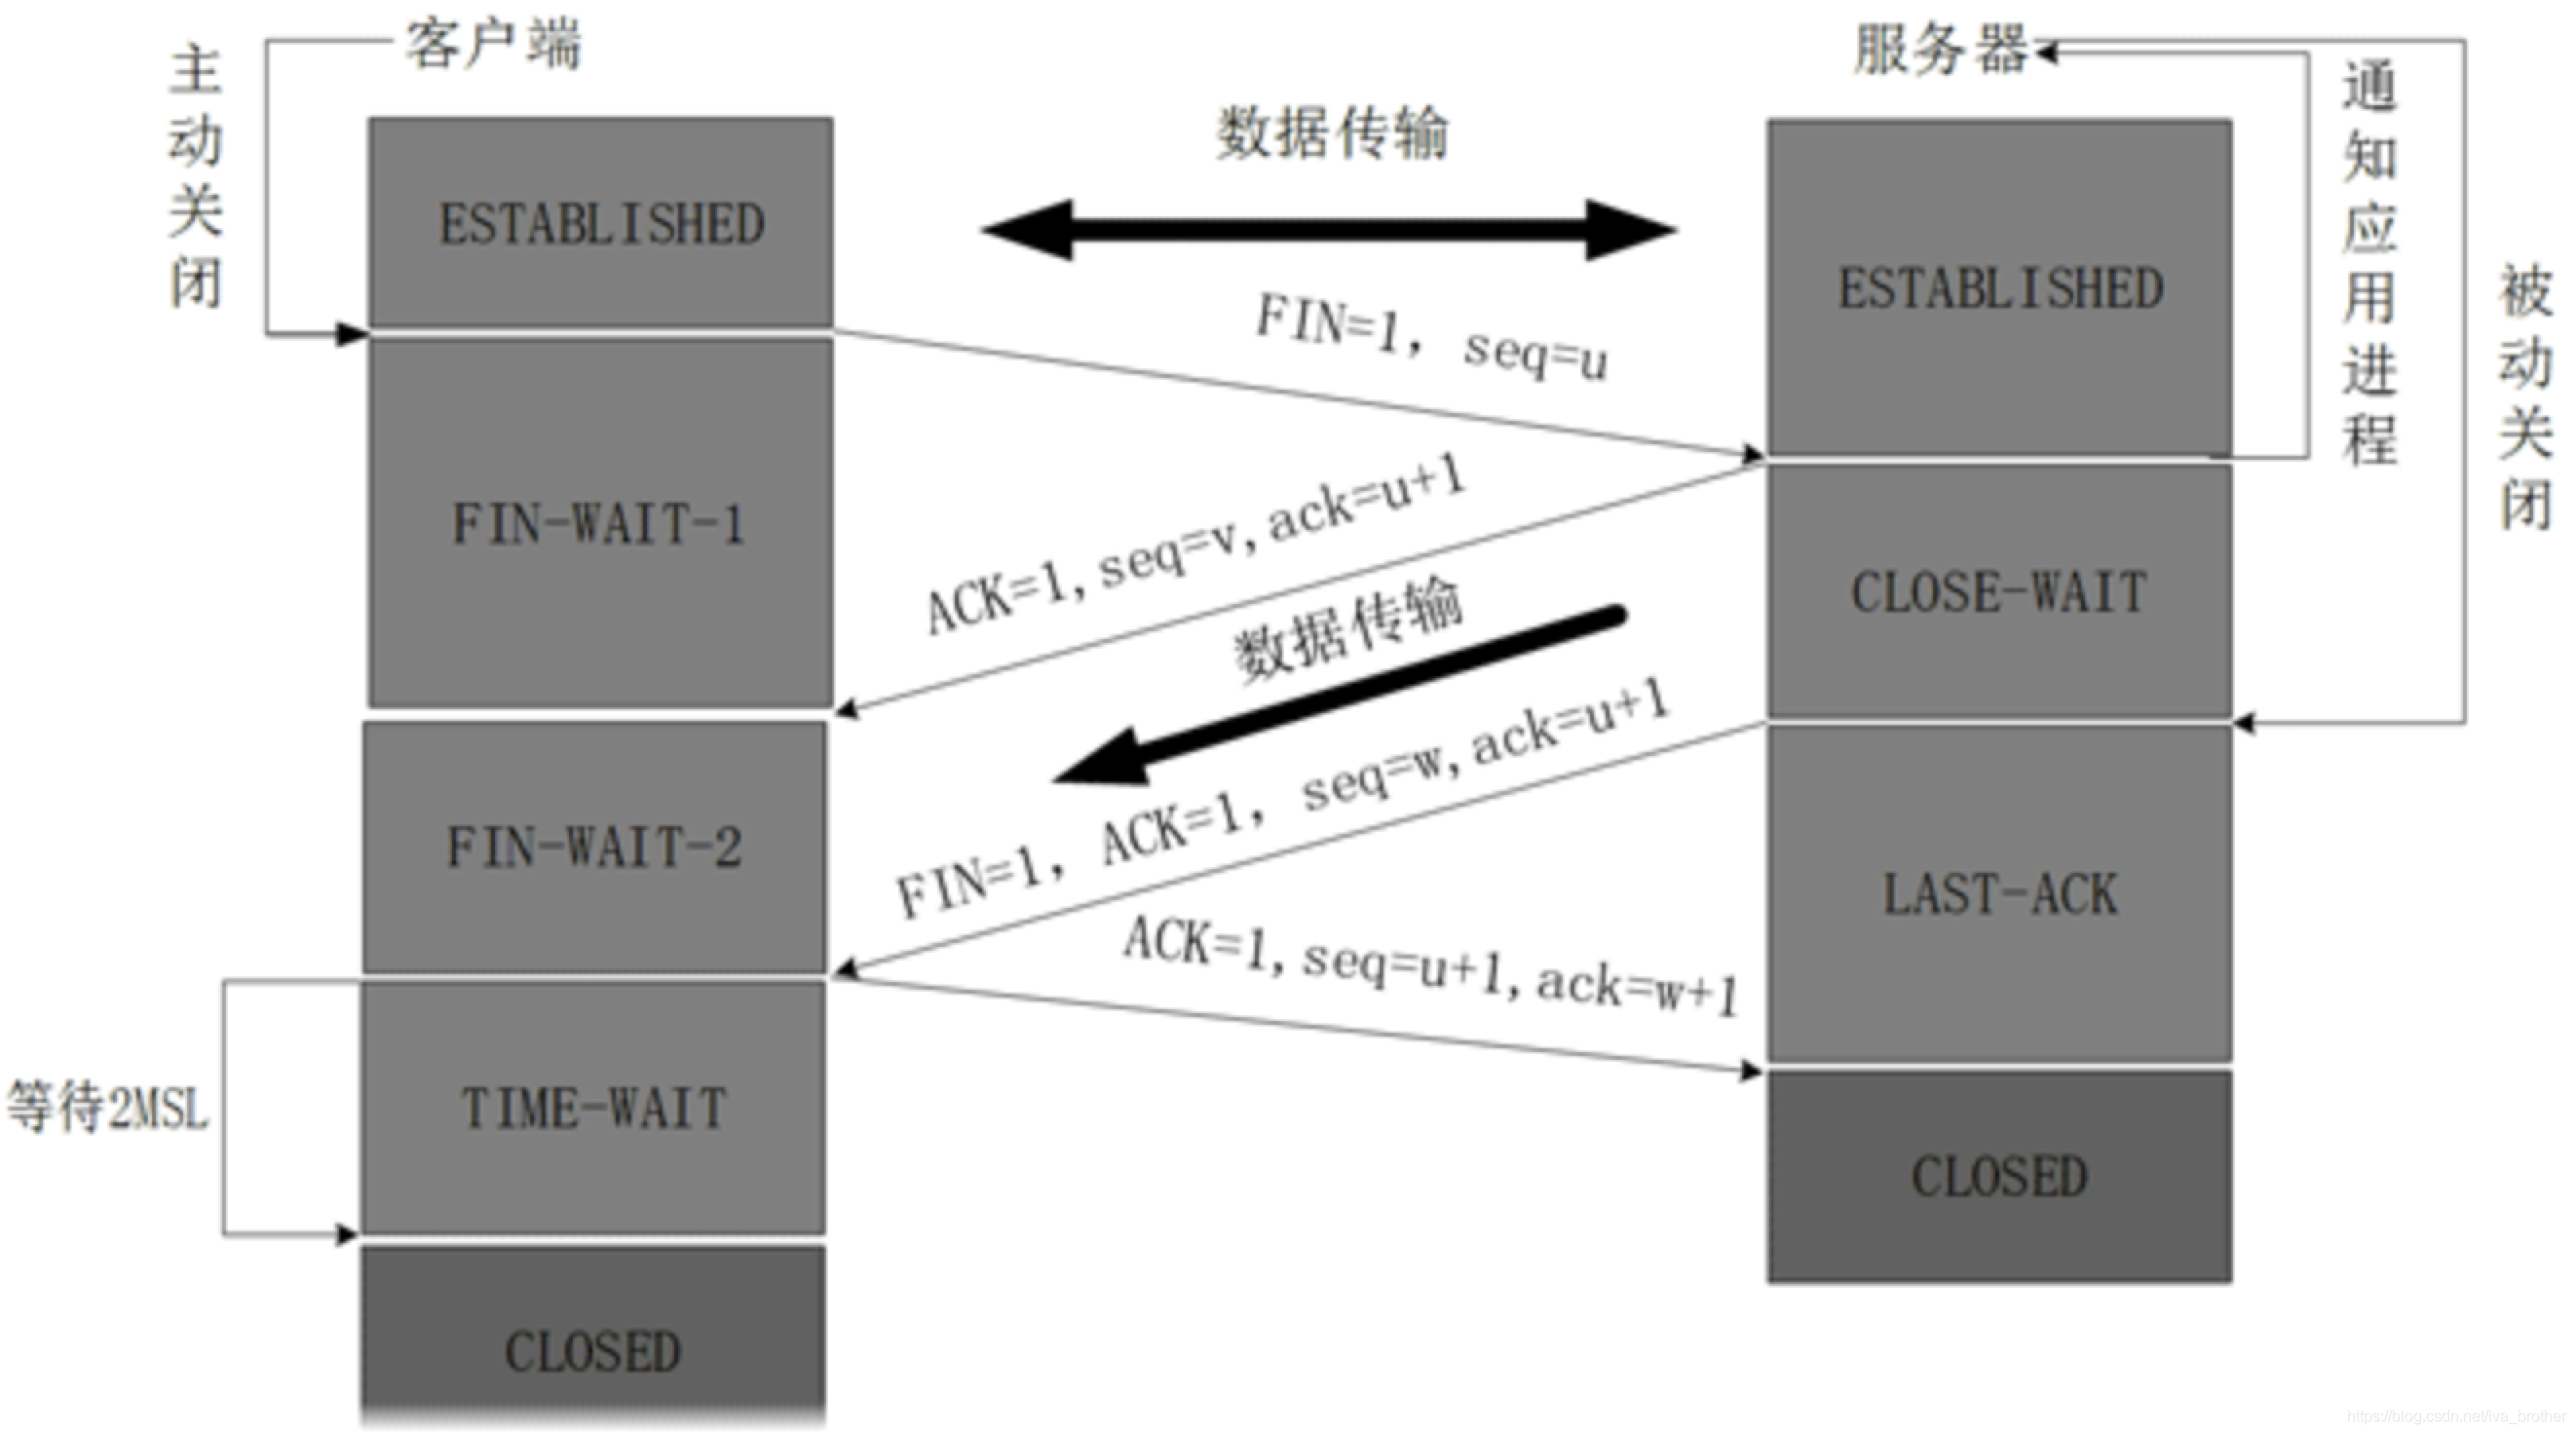 客户端
服务器
主动关闭
通知应用进程
被动关闭
数据传输
ESTABLISHED
ESTABLISHED
FIN=1, seq=u
FIN-WAIT-1
ACK=1,seq=v,ack=u+1
CLOSE-WAIT
数据传输
FIN=1, ACK=1, seq=w,ack=u+1
FIN-WAIT-2
LAST-ACK
ACK=1,seq=u+1,ack=w+1
等待2MSL
TIME-WAIT
CLOSED
CLOSED
https://blog.csdn.net/iva_brother